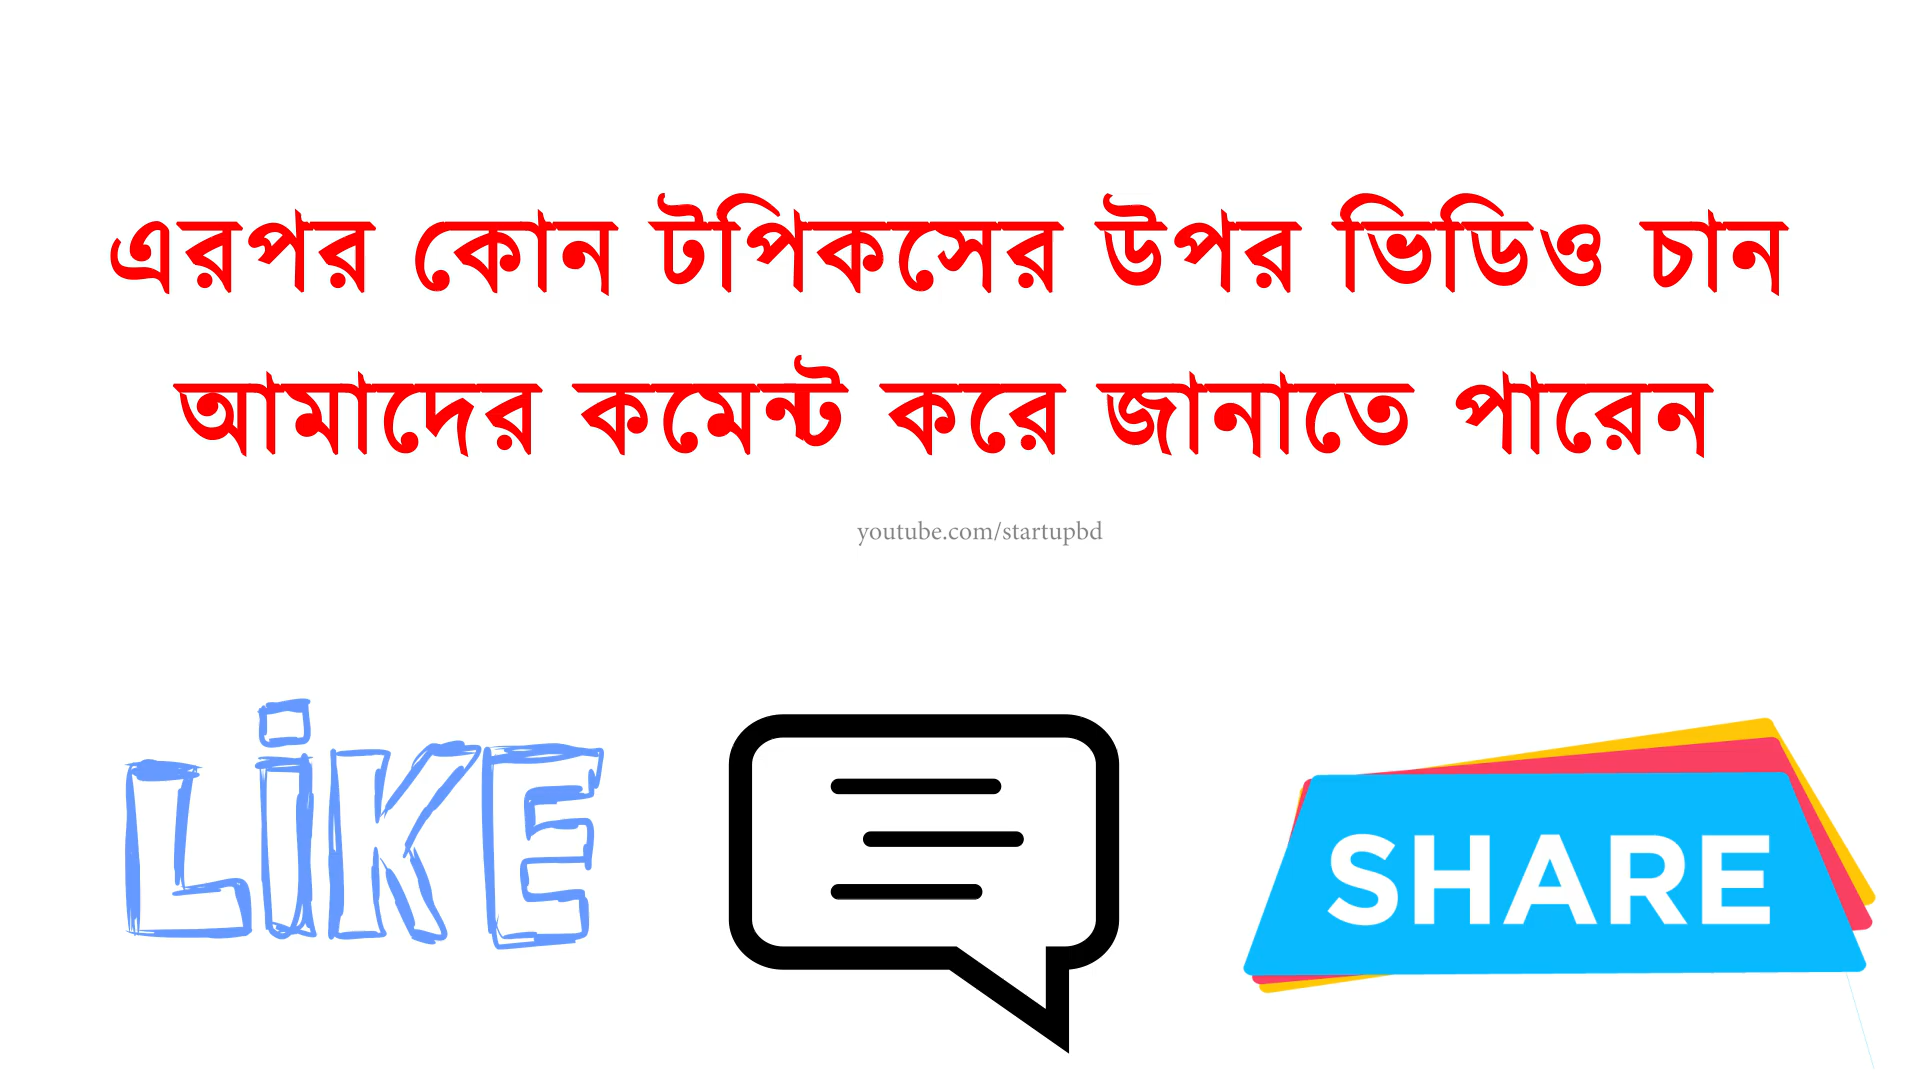 এরপর কোন টপিকসের উপর ভিডিও চান
আমাদের কমেন্ট করে জানাতে পারেন
youtube.com/startupbd
LiKE
SHARE